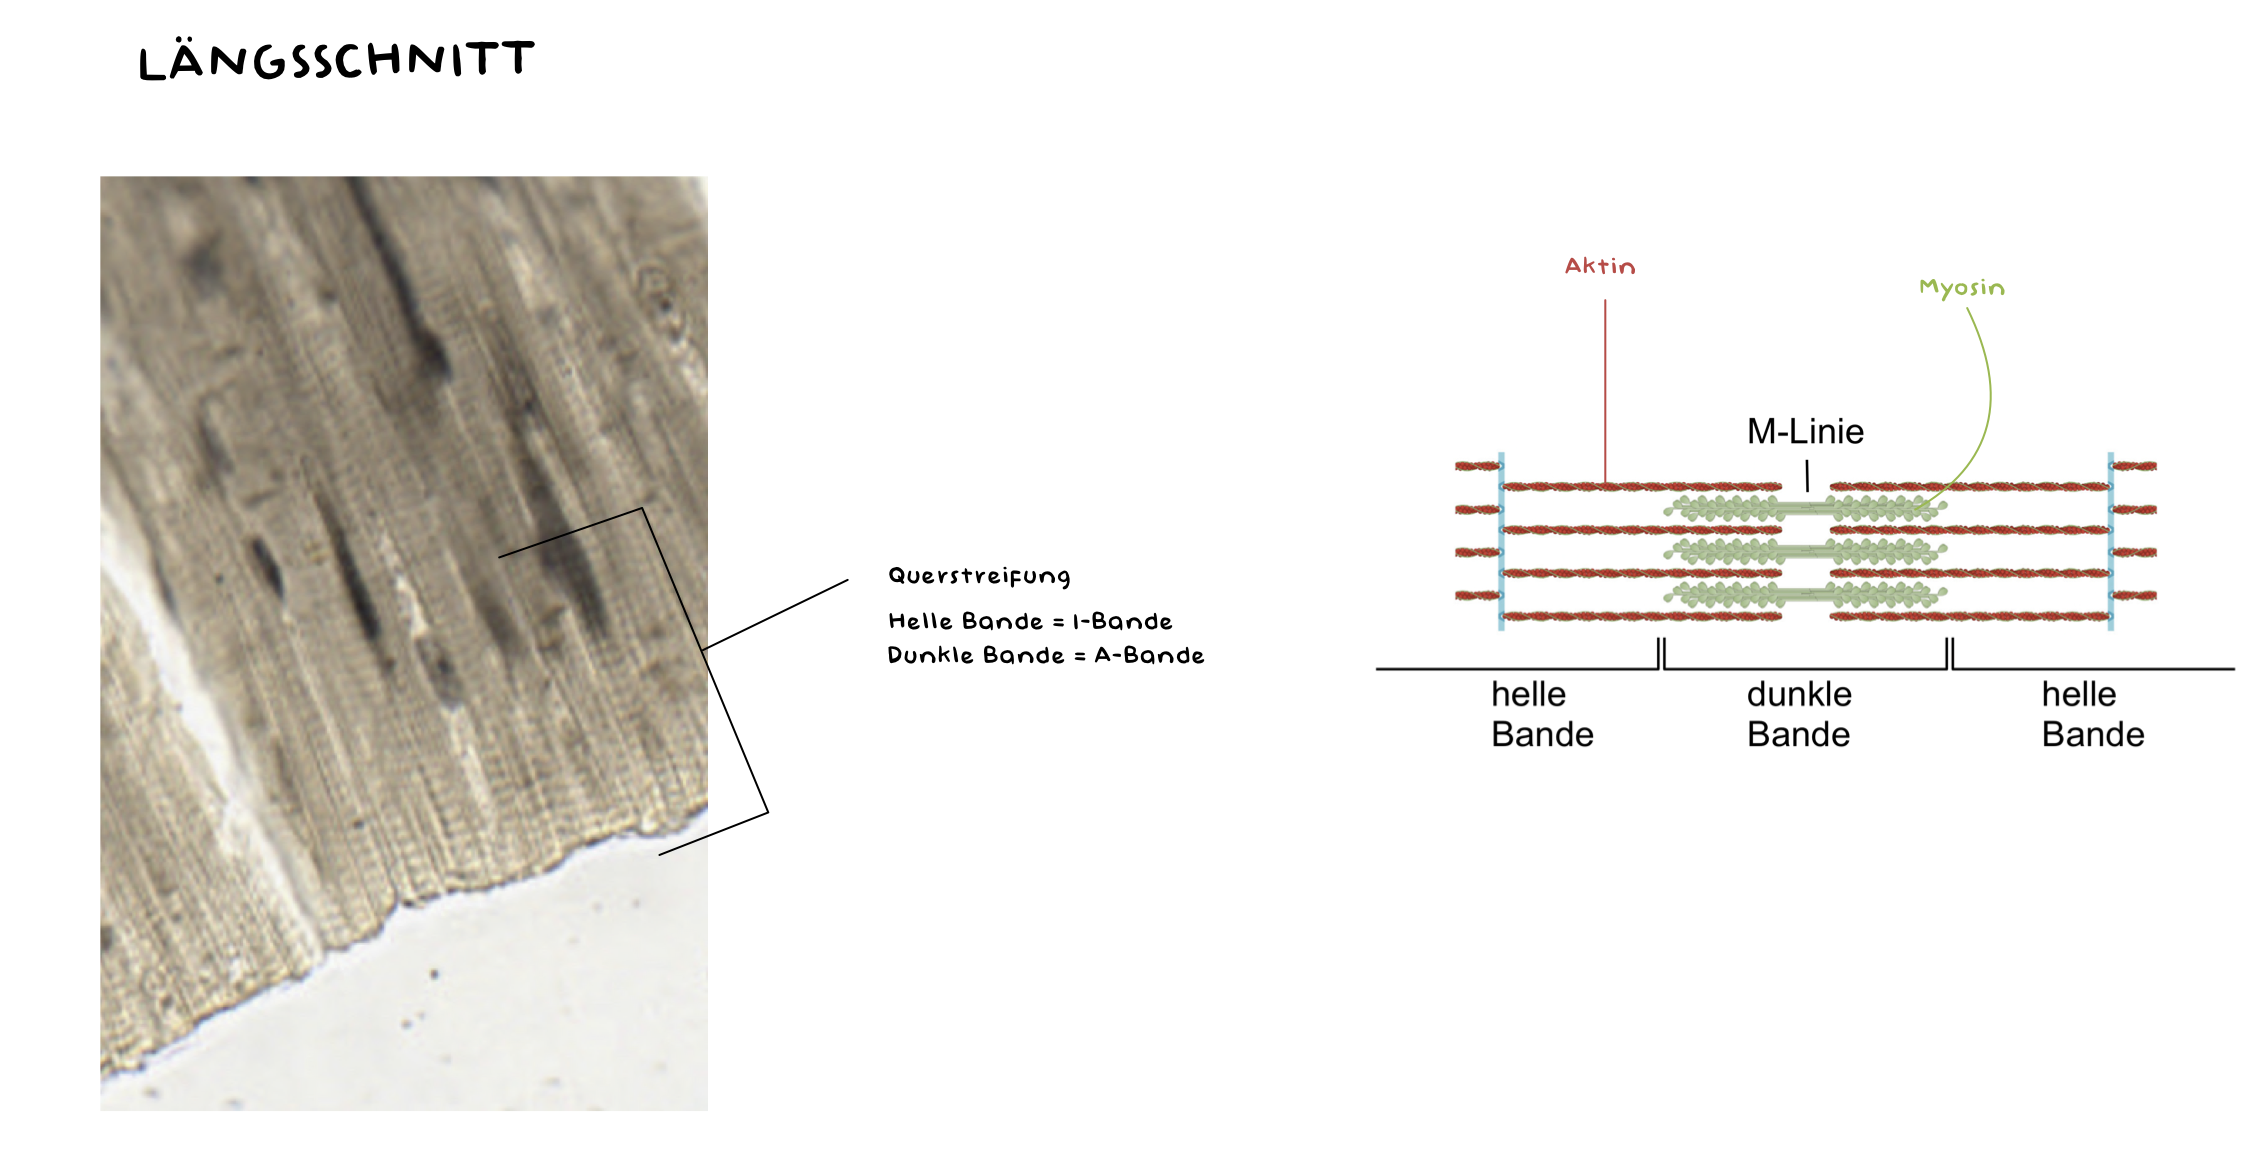 LÄNGSSCHNITT
Querstreifung
Helle Bande = I-Bande
Dunkle Bande = A-Bande
Aktin
Myosin
M-Linie
helle
Bande
dunkle
Bande
helle
Bande